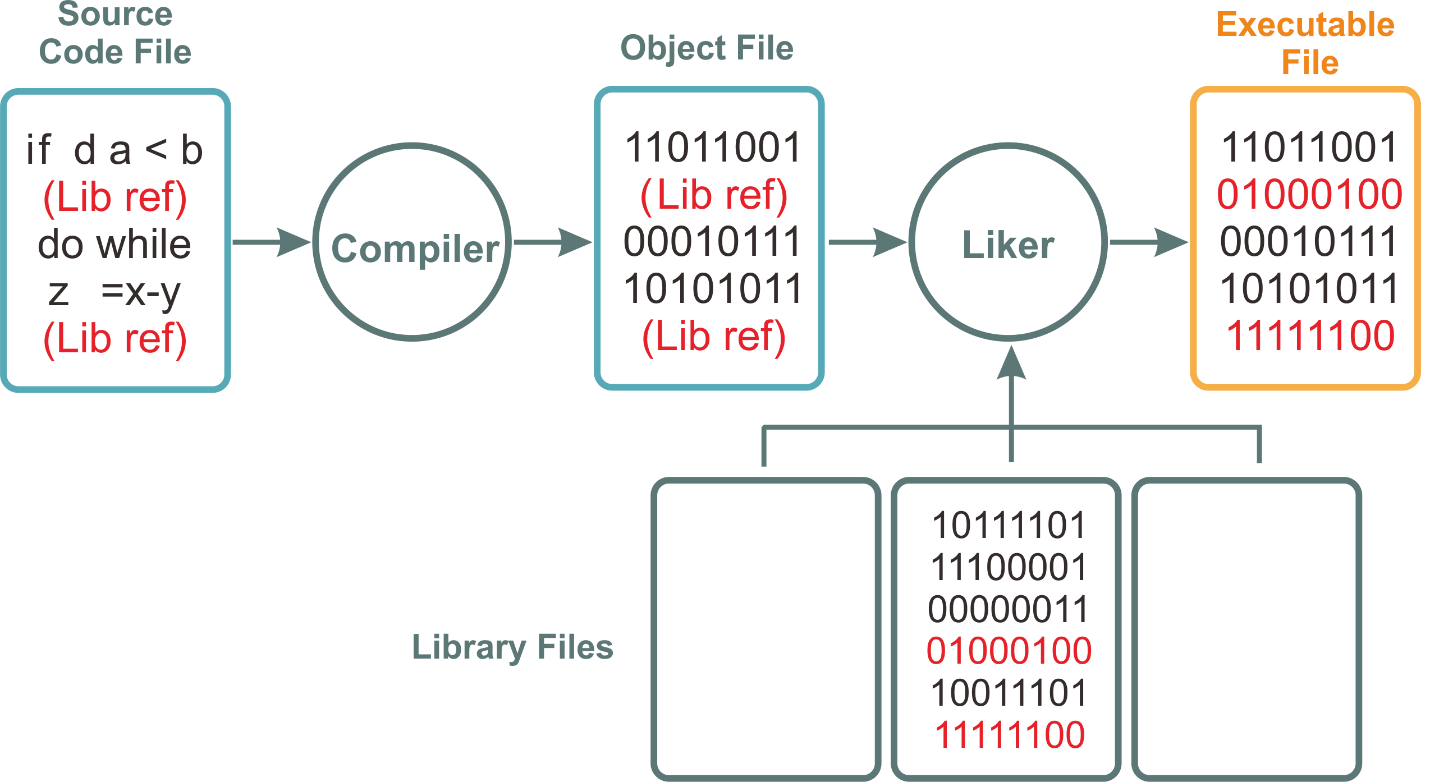 Source
Code File
if d a < b
(Lib ref)
do while
z =x-y
(Lib ref)
Compiler
Object File
11011001
(Lib ref)
00010111
10101011
(Lib ref)
Liker
Executable
File
11011001
01000100
00010111
10101011
11111100
Library Files
10111101
11100001
00000011
01000100
10011101
11111100